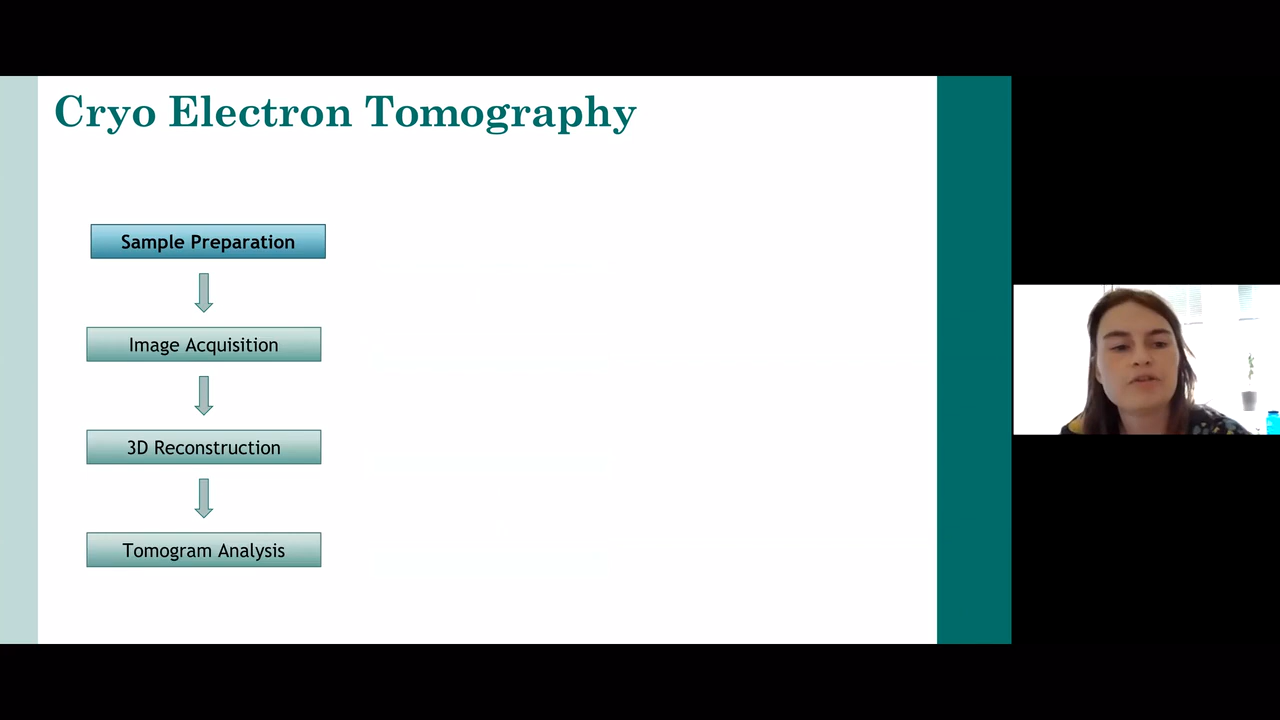 Cryo Electron Tomography
Sample Preparation
Image Acquisition
3D Reconstruction
Tomogram Analysis